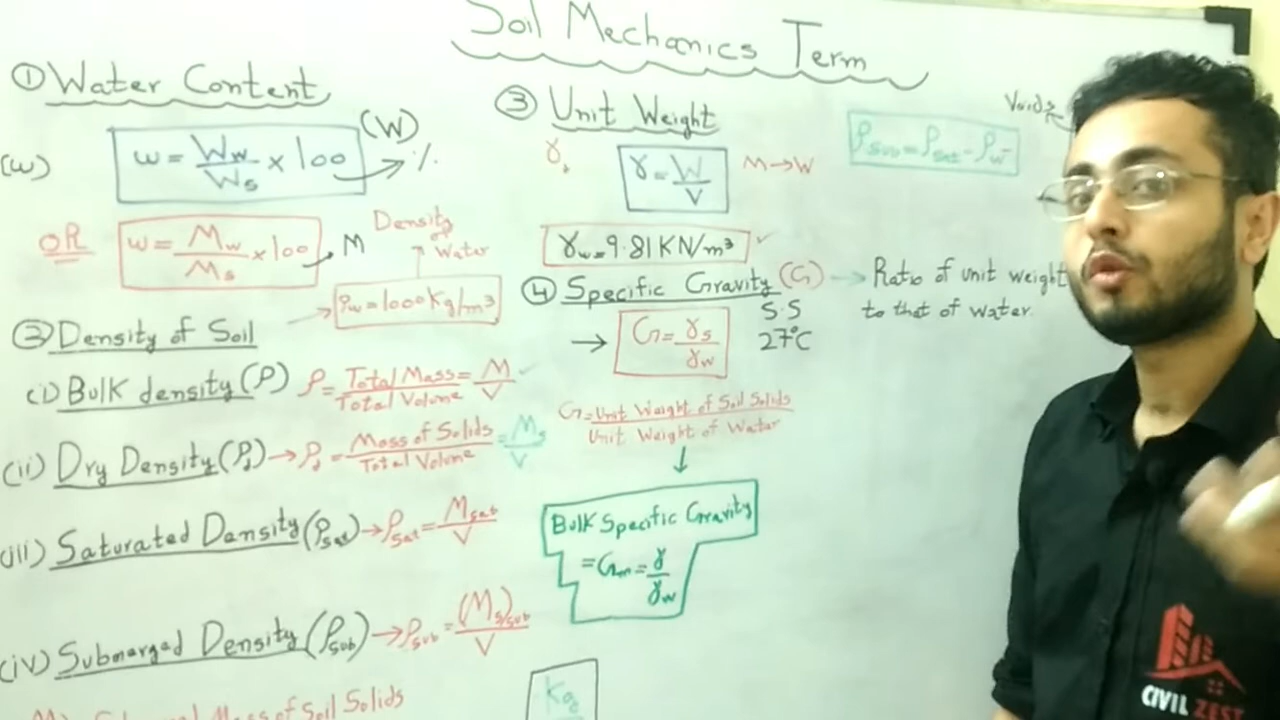 Soil Mechanics Term
① Water Content
(w)
w = Ww/Ws × 100 → %
(W)
OR
w = Mw/Ms × 100 → M
Density of Water
ρw = 1000 Kg/m³
② Density of Soil
(i) Bulk density (ρ) ρ = Total Mass/Total Volume = M/V
(ii) Dry Density (ρd) → ρd = Mass of Solids/Total Volume = Ms/V
(iii) Saturated Density (ρsat) → ρsat = Msat/V
(iv) Submerged Density (ρsub) → ρsub = (Ms)sub/V
Mass of Soil Solids
③ Unit Weight
γ
γ = W/V
M → W
γw = 9.81 KN/m³
④ Specific Gravity (G) → Ratio of unit weight
to that of water.
S.S
27°C
→ G = γs/γw
G = Unit Weight of Soil Solids/Unit Weight of Water
↓
Bulk Specific Gravity
= Gm = γ/γw
Kg
Voids
ρsub = ρsat - ρw
CIVIL ZEST